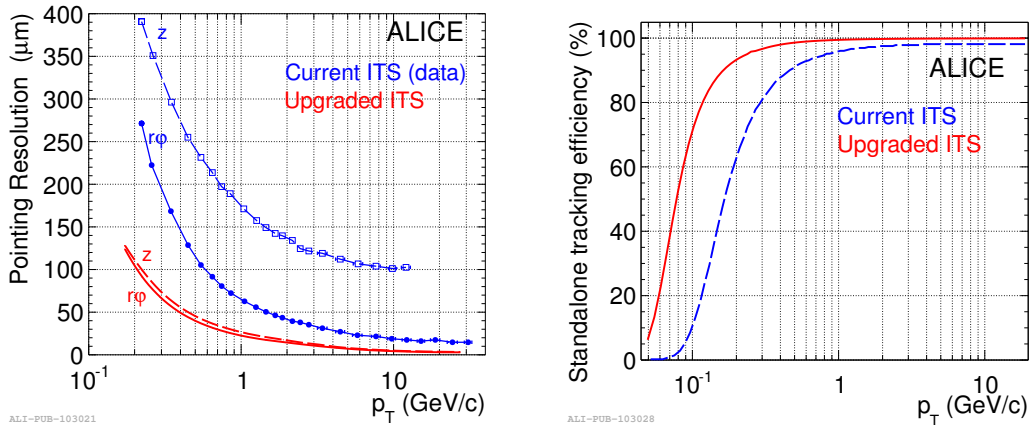 Pointing Resolution (μm)
400
350
300
250
200
150
100
50
0
10⁻¹
1
10
p_T (GeV/c)
ALICE
Current ITS (data)
Upgraded ITS
z
rφ
z
rφ
ALI-PUB-103021
Standalone tracking efficiency (%)
100
80
60
40
20
0
10⁻¹
1
10
p_T (GeV/c)
ALICE
Current ITS
Upgraded ITS
ALI-PUB-103028